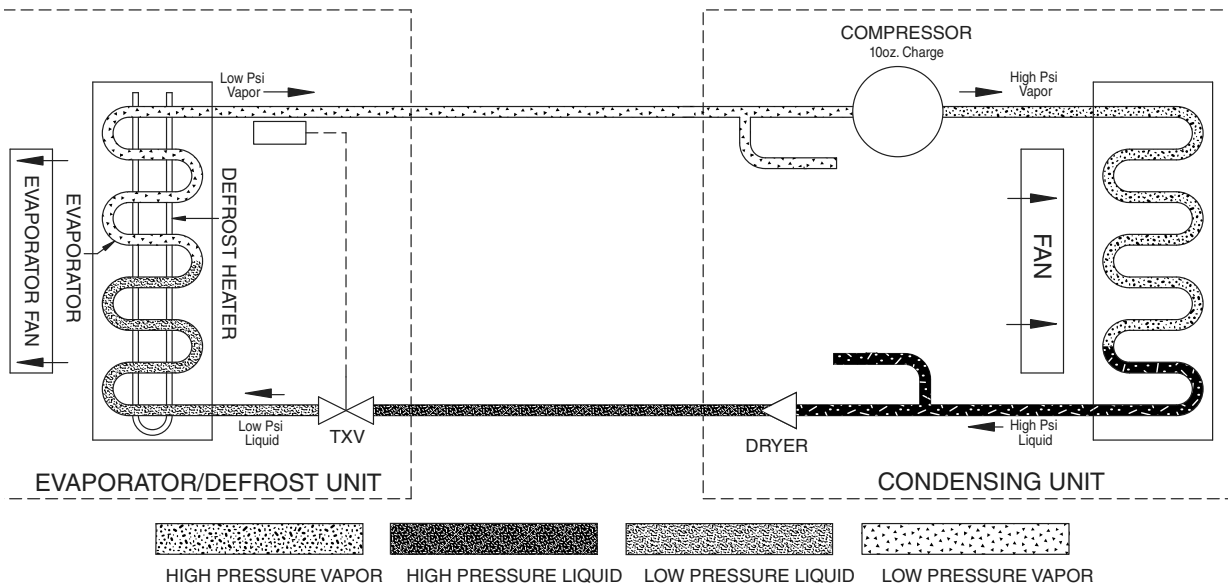 COMPRESSOR
10oz. Charge
Low Psi
Vapor
High Psi
Vapor
EVAPORATOR FAN
EVAPORATOR
DEFROST HEATER
FAN
Low Psi
Liquid
TXV
DRYER
High Psi
Liquid
EVAPORATOR/DEFROST UNIT
CONDENSING UNIT
HIGH PRESSURE VAPOR
HIGH PRESSURE LIQUID
LOW PRESSURE LIQUID
LOW PRESSURE VAPOR